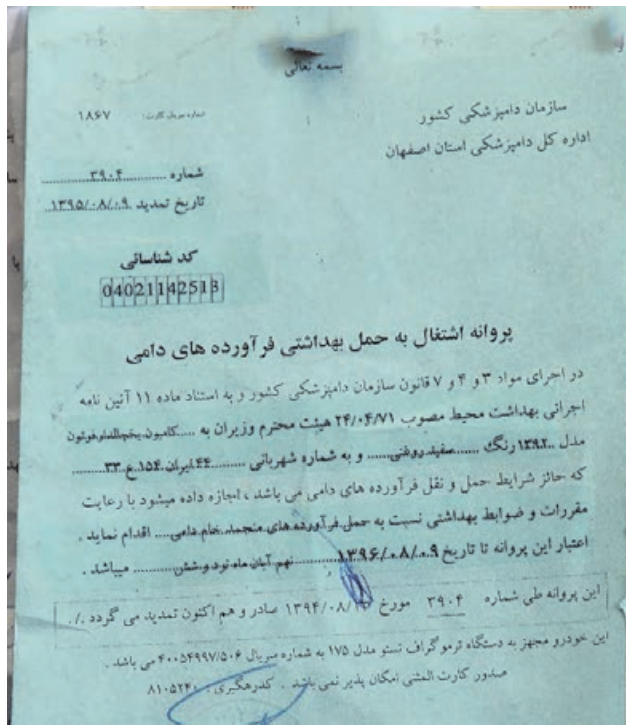 بسمه تعالی
سازمان دامپزشکی کشور
اداره کل دامپزشکی استان اصفهان
شماره سریال کارت: ۱۸۶۷
شماره ............ ۳۹۰۴ ............
تاریخ تمدید ۱۳۹۵/۰۸/۰۹
کد شناسائی
04021142513
پروانه اشتغال به حمل بهداشتی فرآورده های دامی
در اجرای مواد ۳ و ۴ و ۷ قانون سازمان دامپزشکی کشور و به استناد ماده ۱۱ آئین نامه
اجرائی بهداشت محیط مصوب ۲۴/۰۴/۷۱ هیئت محترم وزیران به ..... کامیون یخچالدار فوتون
مدل ..۱۳۹۲ رنگ ....... سفید روغنی ..... و به شماره شهربانی ........ ۴۴ ایران ۱۵۴ ع ۳۳ ........
که حائز شرایط حمل و نقل فرآورده های دامی می باشد ، اجازه داده میشود با رعایت
مقررات و ضوابط بهداشتی نسبت به حمل فرآورده های منجمد خام دامی .... اقدام نماید .
اعتبار این پروانه تا تاریخ ۱۳۹۶/۰۸/۰۹ ........ نهم آبان ماه نود و شش ........ میباشد .
این پروانه طی شماره ۳۹۰۴ مورخ ۱۳۹۴/۰۸/ صادر و هم اکنون تمدید می گردد ./.
این خودرو مجهز به دستگاه ترموگراف تستو مدل ۱۷۵ به شماره سریال ۴۰۰۵۴۹۹۷/۵۰۶ می باشد .
صدور کارت المثنی امکان پذیر نمی باشد . کدرهگیری: ۸۱۰۵۲۴۰